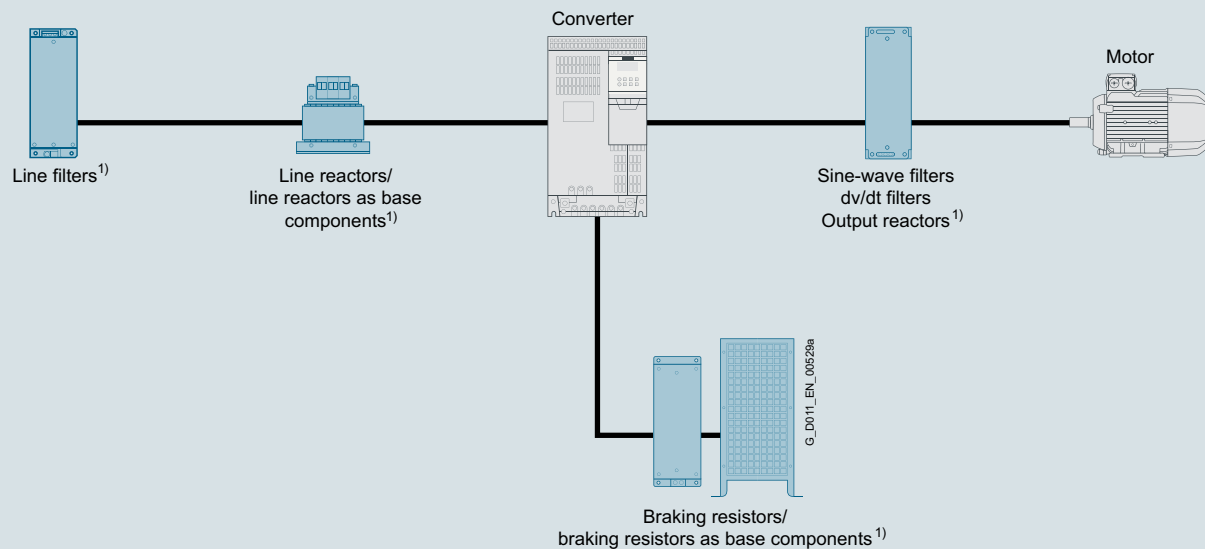 Converter
Motor
Line filters1)
Line reactors/
line reactors as base
components1)
Sine-wave filters
dv/dt filters
Output reactors1)
G_D011_EN_00529a
Braking resistors/
braking resistors as base components1)